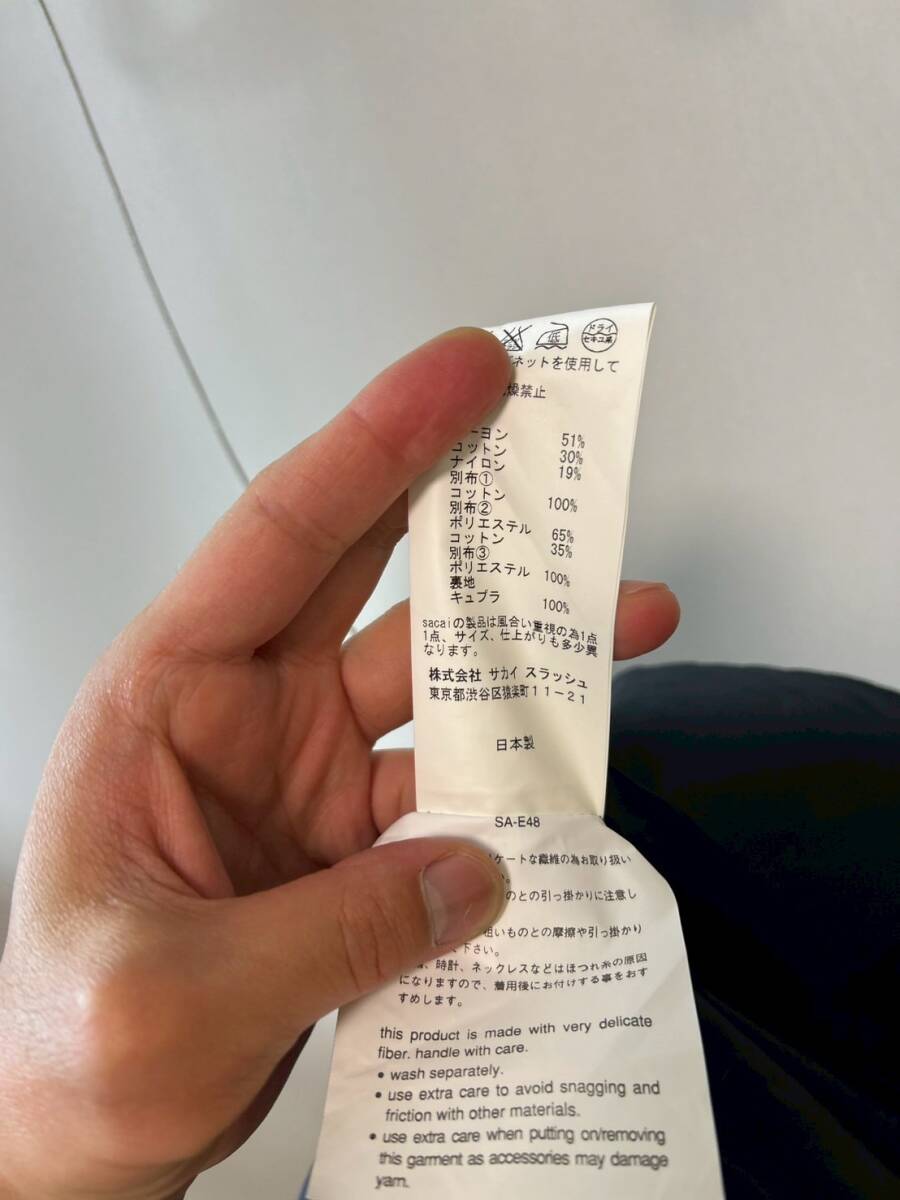 低 ドライ セキユ系
ネットを使用して
燥禁止
ーヨン 51%
コットン 30%
ナイロン 19%
別布①
コットン 100%
別布②
ポリエステル 65%
コットン 35%
別布③
ポリエステル 100%
裏地
キュプラ 100%
sacaiの製品は風合い重視の為1点
1点、サイズ、仕上がりも多少異
なります。
株式会社 サカイ スラッシュ
東京都渋谷区猿楽町11-21
日本製
SA-E48
ケートな繊維の為お取り扱い
い。
のとの引っ掛かりに注意し
粗いものとの摩擦や引っ掛かり
下さい。
、時計、ネックレスなどはほつれ糸の原因
になりますので、着用後にお付けする事をおす
すめします。
this product is made with very delicate
fiber. handle with care.
• wash separately.
• use extra care to avoid snagging and
friction with other materials.
• use extra care when putting on/removing
this garment as accessories may damage
yarn.